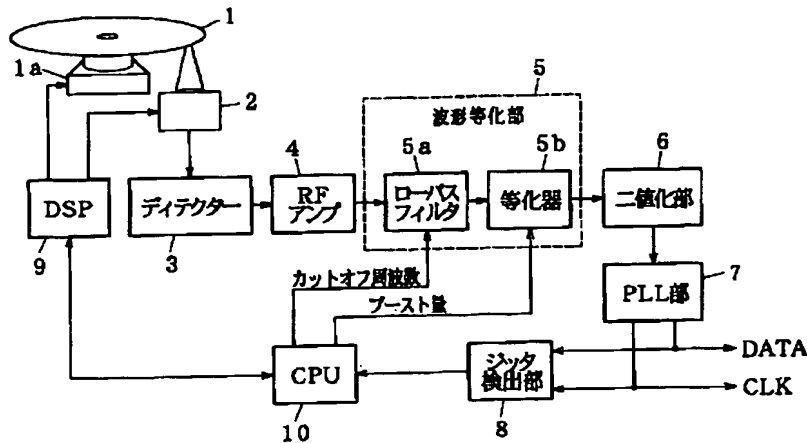 1
1a
2
5
波形等化部
5a
5b
4
6
DSP
ディテクター
RF
アンプ
ローパス
フィルタ
等化器
二値化部
9
3
カットオフ周波数
ブースト量
7
PLL部
CPU
ジッタ
検出部
DATA
CLK
10
8